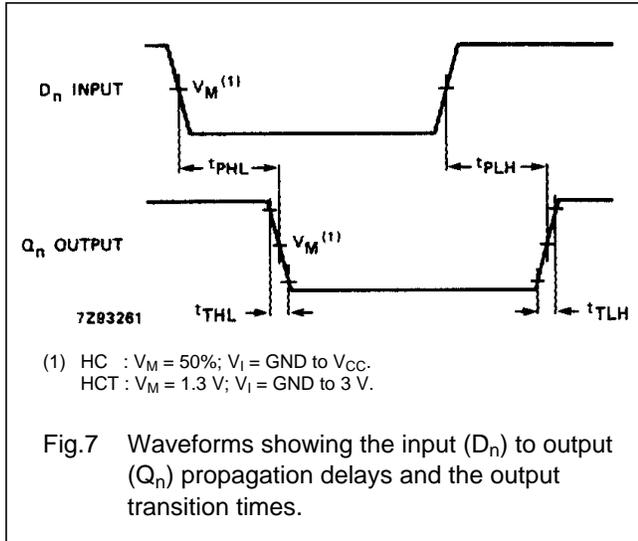 Dn INPUT
VM(1)
tPHL
tPLH
Qn OUTPUT
VM(1)
7Z93261
tTHL
tTLH
(1) HC : VM = 50%; VI = GND to VCC.
HCT : VM = 1.3 V; VI = GND to 3 V.
Fig.7 Waveforms showing the input (Dn) to output
(Qn) propagation delays and the output
transition times.